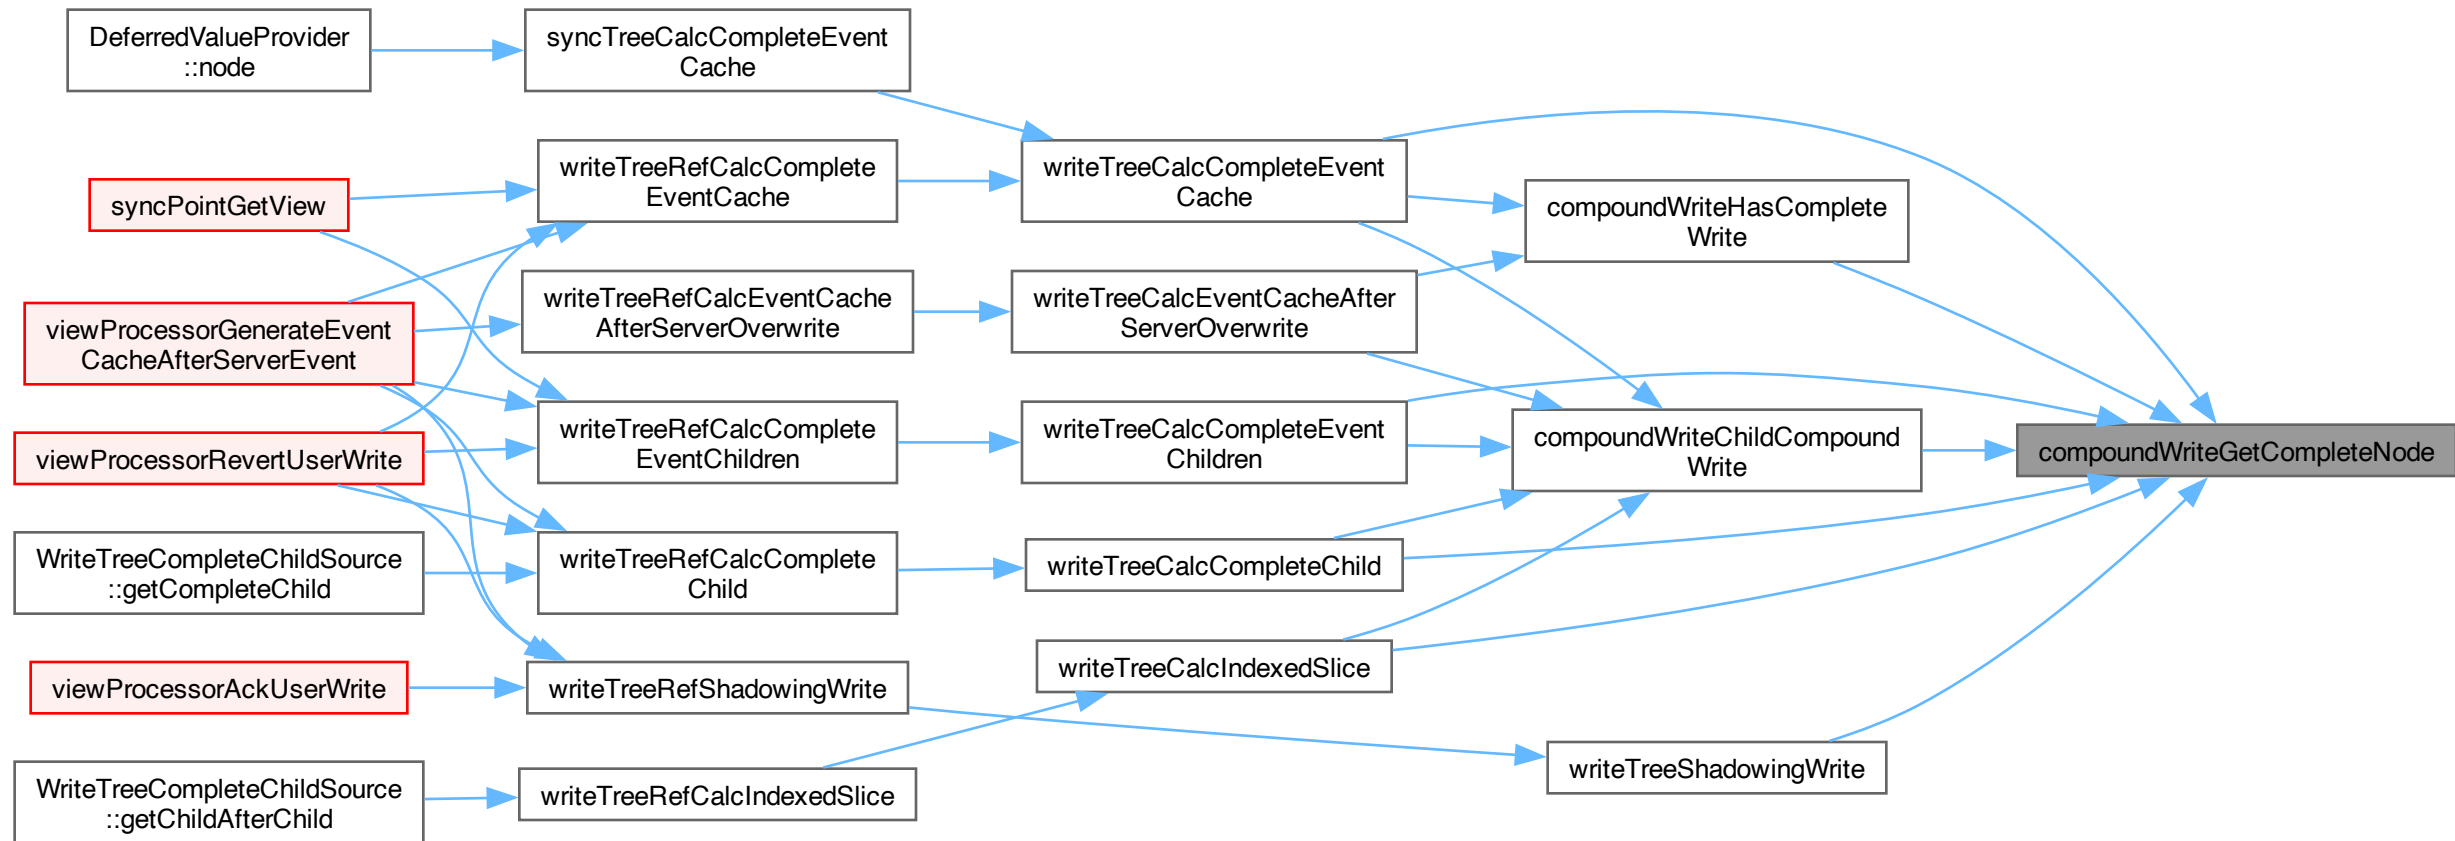 DeferredValueProvider
::node
syncTreeCalcCompleteEvent
Cache
syncPointGetView
writeTreeRefCalcComplete
EventCache
writeTreeCalcCompleteEvent
Cache
compoundWriteHasComplete
Write
viewProcessorGenerateEvent
CacheAfterServerEvent
writeTreeRefCalcEventCache
AfterServerOverwrite
writeTreeCalcEventCacheAfter
ServerOverwrite
viewProcessorRevertUserWrite
writeTreeRefCalcComplete
EventChildren
writeTreeCalcCompleteEvent
Children
compoundWriteChildCompound
Write
compoundWriteGetCompleteNode
WriteTreeCompleteChildSource
::getCompleteChild
writeTreeRefCalcComplete
Child
writeTreeCalcCompleteChild
viewProcessorAckUserWrite
writeTreeRefShadowingWrite
writeTreeCalcIndexedSlice
WriteTreeCompleteChildSource
::getChildAfterChild
writeTreeRefCalcIndexedSlice
writeTreeShadowingWrite